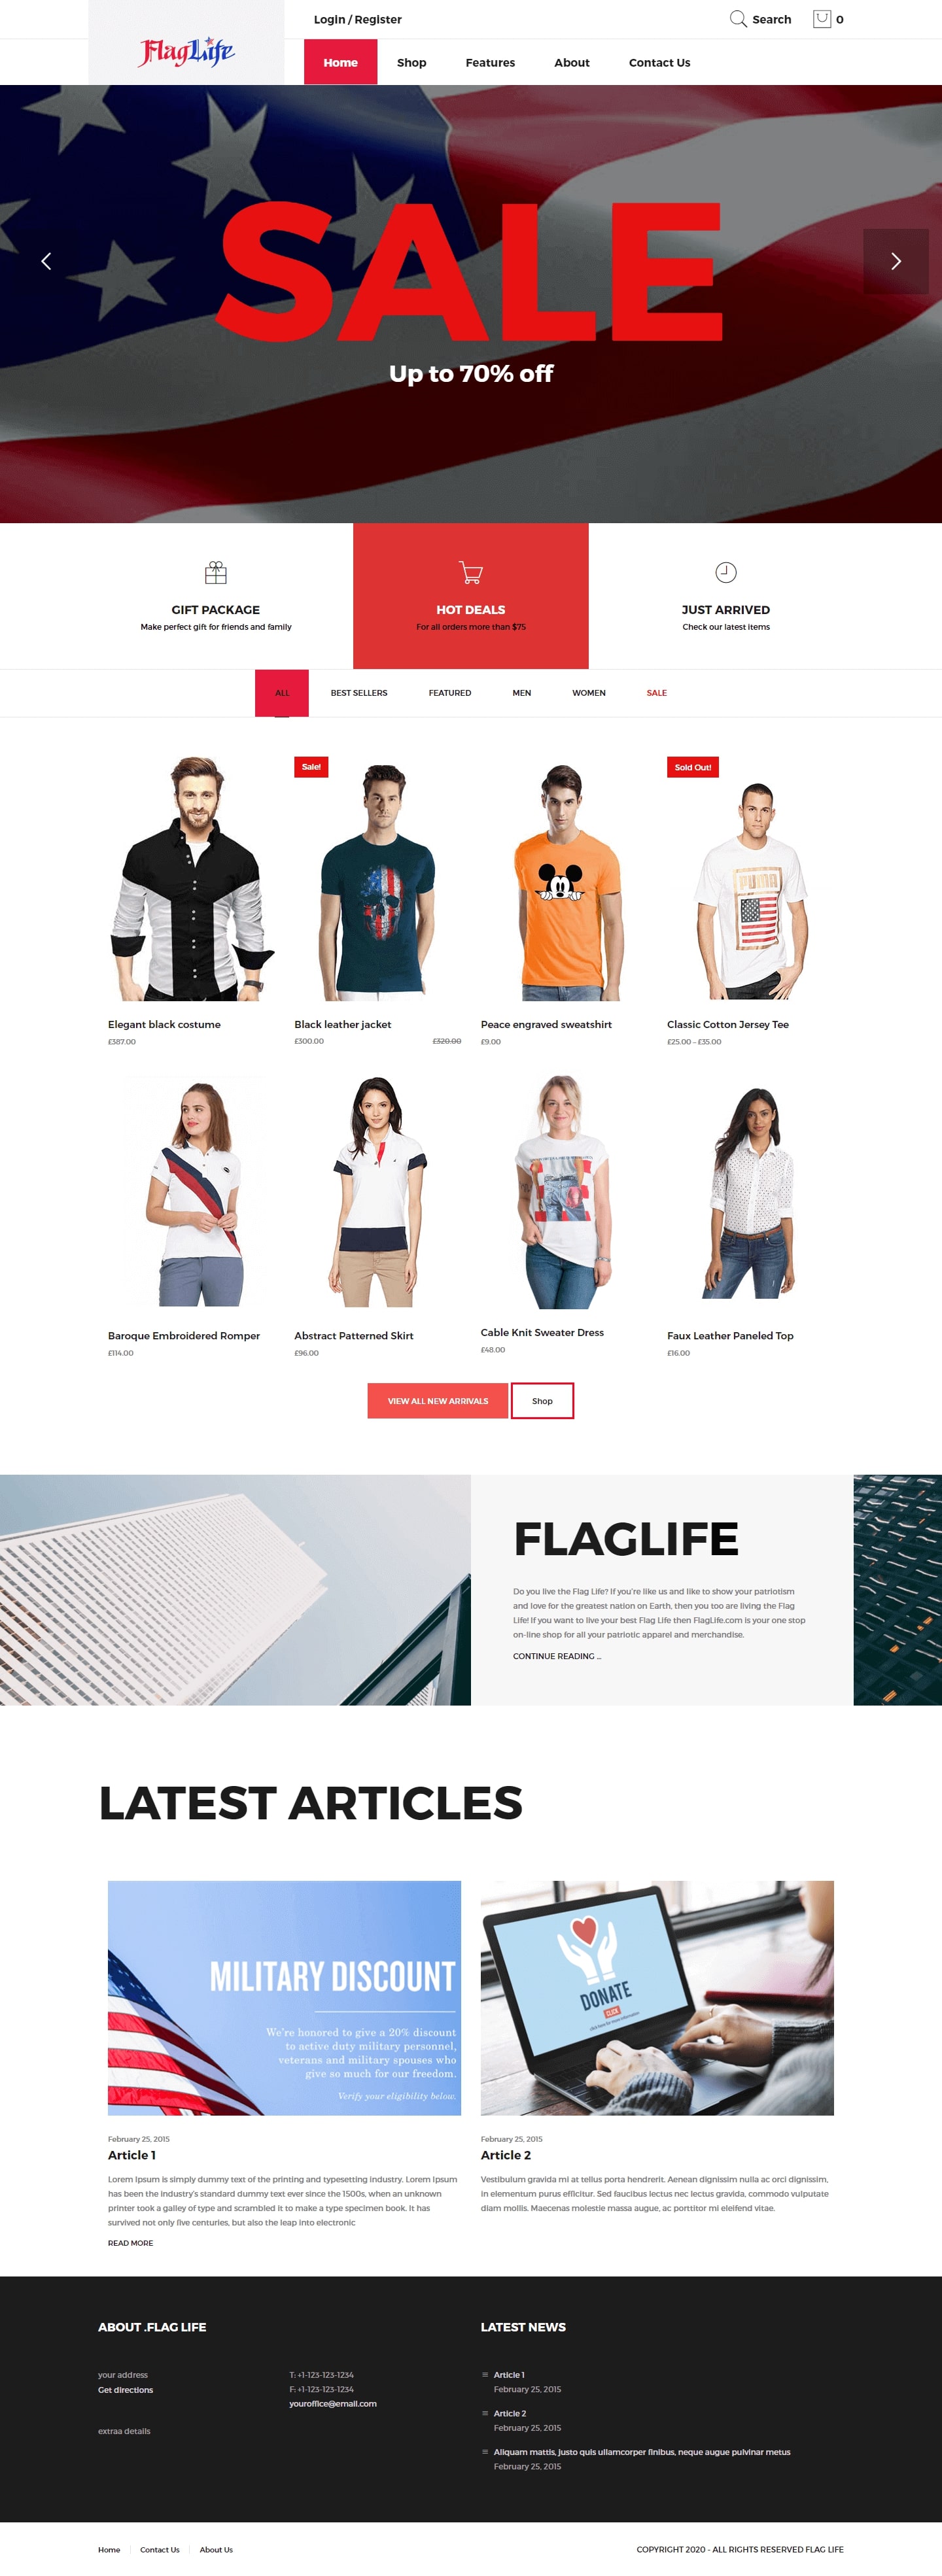 FlagLife
Login / Register
Search
0
Home
Shop
Features
About
Contact Us
SALE
Up to 70% off
GIFT PACKAGE
Make perfect gift for friends and family
HOT DEALS
For all orders more than $75
JUST ARRIVED
Check our latest items
ALL
BEST SELLERS
FEATURED
MEN
WOMEN
SALE
Sale!
Sold Out!
PUMA
Elegant black costume
£387.00
Black leather jacket
£300.00
£320.00
Peace engraved sweatshirt
£9.00
Classic Cotton Jersey Tee
£25.00 – £35.00
Baroque Embroidered Romper
£114.00
Abstract Patterned Skirt
£96.00
Cable Knit Sweater Dress
£48.00
Faux Leather Paneled Top
£16.00
VIEW ALL NEW ARRIVALS
Shop
FLAGLIFE
Do you live the Flag Life? If you're like us and like to show your patriotism
and love for the greatest nation on Earth, then you too are living the Flag
Life! If you want to live your best Flag Life then FlagLife.com is your one stop
on-line shop for all your patriotic apparel and merchandise.
CONTINUE READING ...
LATEST ARTICLES
MILITARY DISCOUNT
We're honored to give a 20% discount
to active duty military personnel,
veterans and military spouses who
give so much for our freedom.
Verify your eligibility below.
DONATE
CLICK
click here for more information
February 25, 2015
Article 1
Lorem Ipsum is simply dummy text of the printing and typesetting industry. Lorem Ipsum
has been the industry's standard dummy text ever since the 1500s, when an unknown
printer took a galley of type and scrambled it to make a type specimen book. It has
survived not only five centuries, but also the leap into electronic
READ MORE
February 25, 2015
Article 2
Vestibulum gravida mi at tellus porta hendrerit. Aenean dignissim nulla ac orci dignissim,
in elementum purus efficitur. Sed faucibus lectus nec lectus gravida, commodo vulputate
diam mollis. Maecenas molestie massa augue, ac porttitor mi eleifend vitae.
ABOUT .FLAG LIFE
your address
Get directions
extraa details
T: +1-123-123-1234
F: +1-123-123-1234
youroffice@email.com
LATEST NEWS
Article 1
February 25, 2015
Article 2
February 25, 2015
Aliquam mattis, justo quis ullamcorper finibus, neque augue pulvinar metus
February 25, 2015
Home
Contact Us
About Us
COPYRIGHT 2020 - ALL RIGHTS RESERVED FLAG LIFE